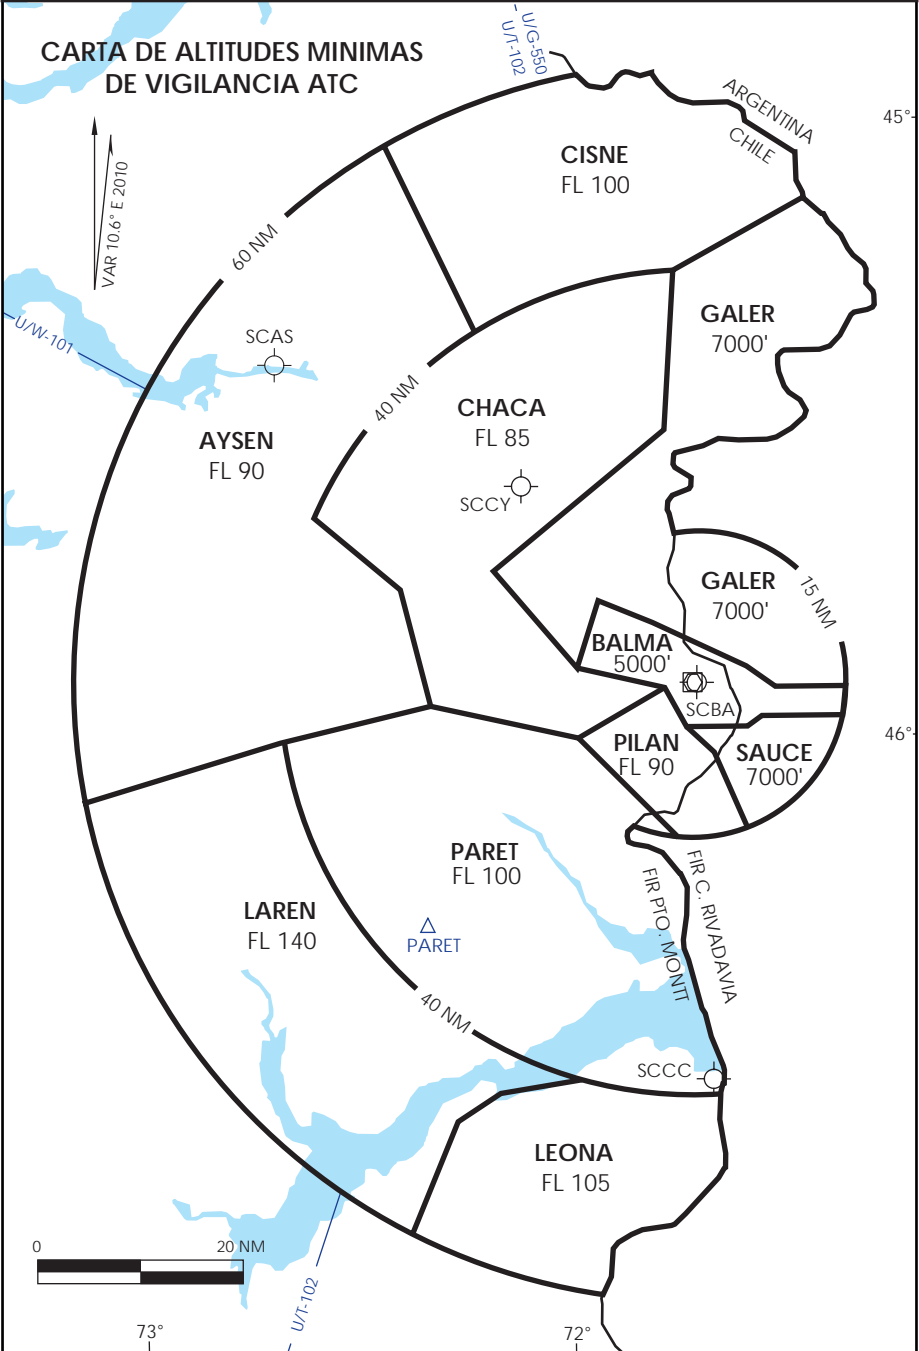 CARTA DE ALTITUDES MINIMAS
DE VIGILANCIA ATC
U/G-550
U/T-102
ARGENTINA
CHILE
45°
VAR 10.6° E 2010
CISNE
FL 100
60 NM
U/W-101
SCAS
GALER
7000'
40 NM
CHACA
FL 85
AYSEN
FL 90
SCCY
GALER
7000'
15 NM
BALMA
5000'
SCBA
46°
PILAN
FL 90
SAUCE
7000'
PARET
FL 100
FIR C. RIVADAVIA
FIR PTO. MONTT
LAREN
FL 140
PARET
40 NM
SCCC
LEONA
FL 105
0 20 NM
U/T-102
73°
72°